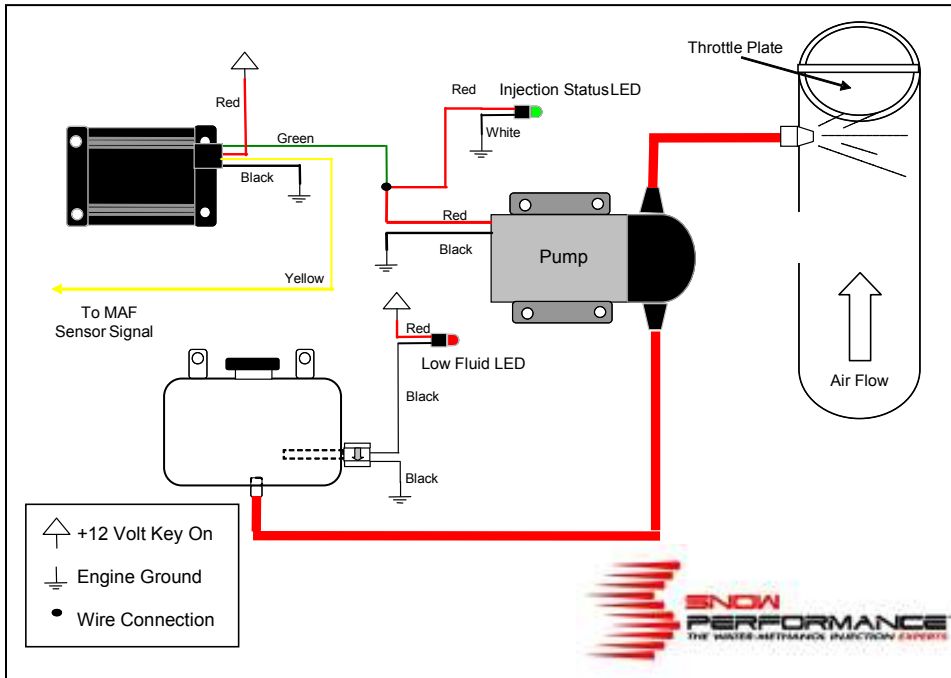 Throttle Plate
Red
Injection StatusLED
Red
Green
White
Black
Red
Black
Pump
Yellow
To MAF
Sensor Signal
Red
Low Fluid LED
Air Flow
Black
Black
+12 Volt Key On
Engine Ground
Wire Connection
SNOW
PERFORMANCE
THE WATER-METHANOL INJECTION EXPERTS